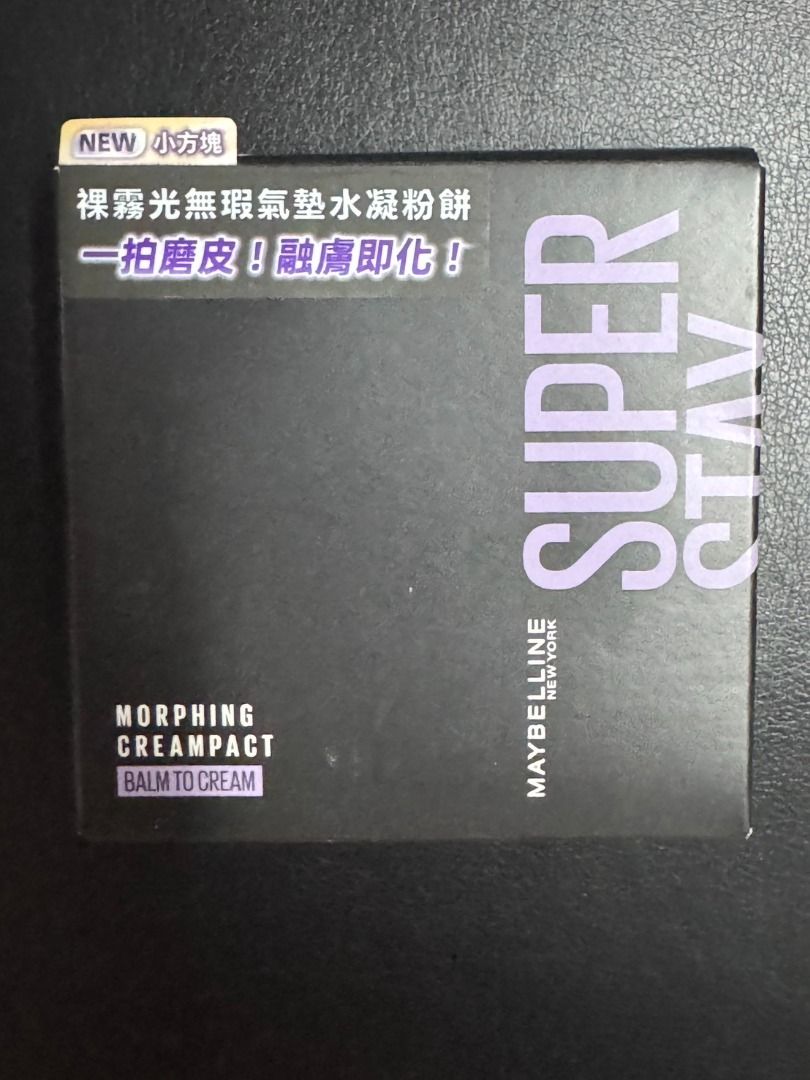 NEW 小方塊
裸霧光無瑕氣墊水凝粉餅
一拍磨皮！融膚即化！
SUPER
STAY
MAYBELLINE
NEW YORK
MORPHING
CREAMPACT
BALM TO CREAM